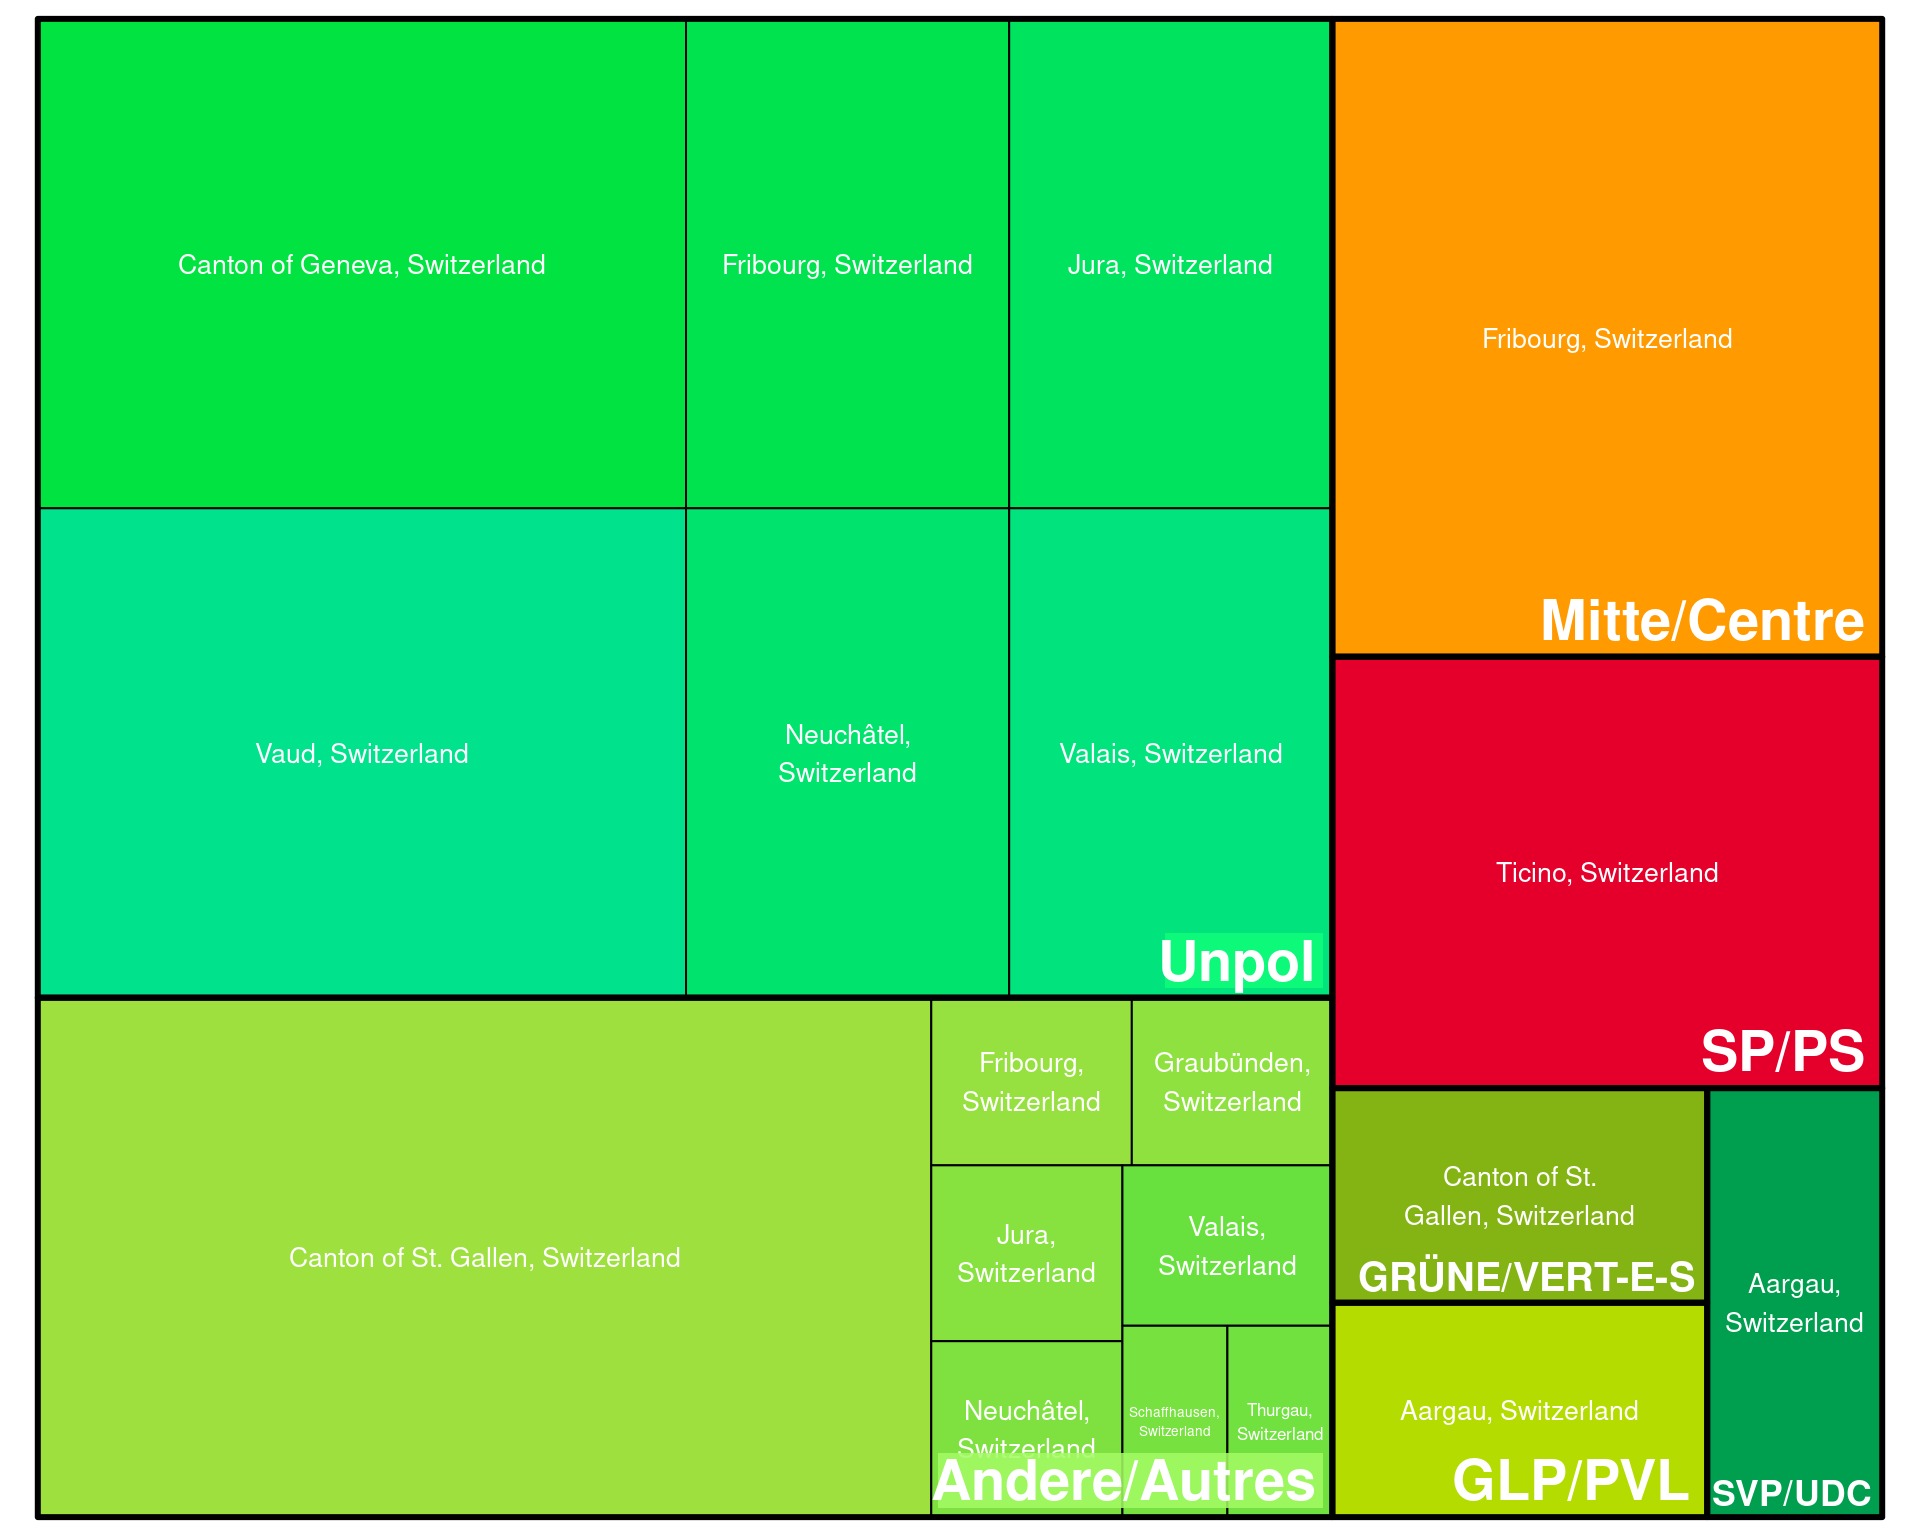 Canton of Geneva, Switzerland
Fribourg, Switzerland
Jura, Switzerland
Vaud, Switzerland
Neuchâtel,
Switzerland
Valais, Switzerland
Unpol
Canton of St. Gallen, Switzerland
Fribourg,
Switzerland
Graubünden,
Switzerland
Jura,
Switzerland
Valais,
Switzerland
Neuchâtel,
Switzerland
Schaffhausen,
Switzerland
Thurgau,
Switzerland
Andere/Autres
Fribourg, Switzerland
Mitte/Centre
Ticino, Switzerland
SP/PS
Canton of St.
Gallen, Switzerland
GRÜNE/VERT-E-S
Aargau, Switzerland
GLP/PVL
Aargau,
Switzerland
SVP/UDC